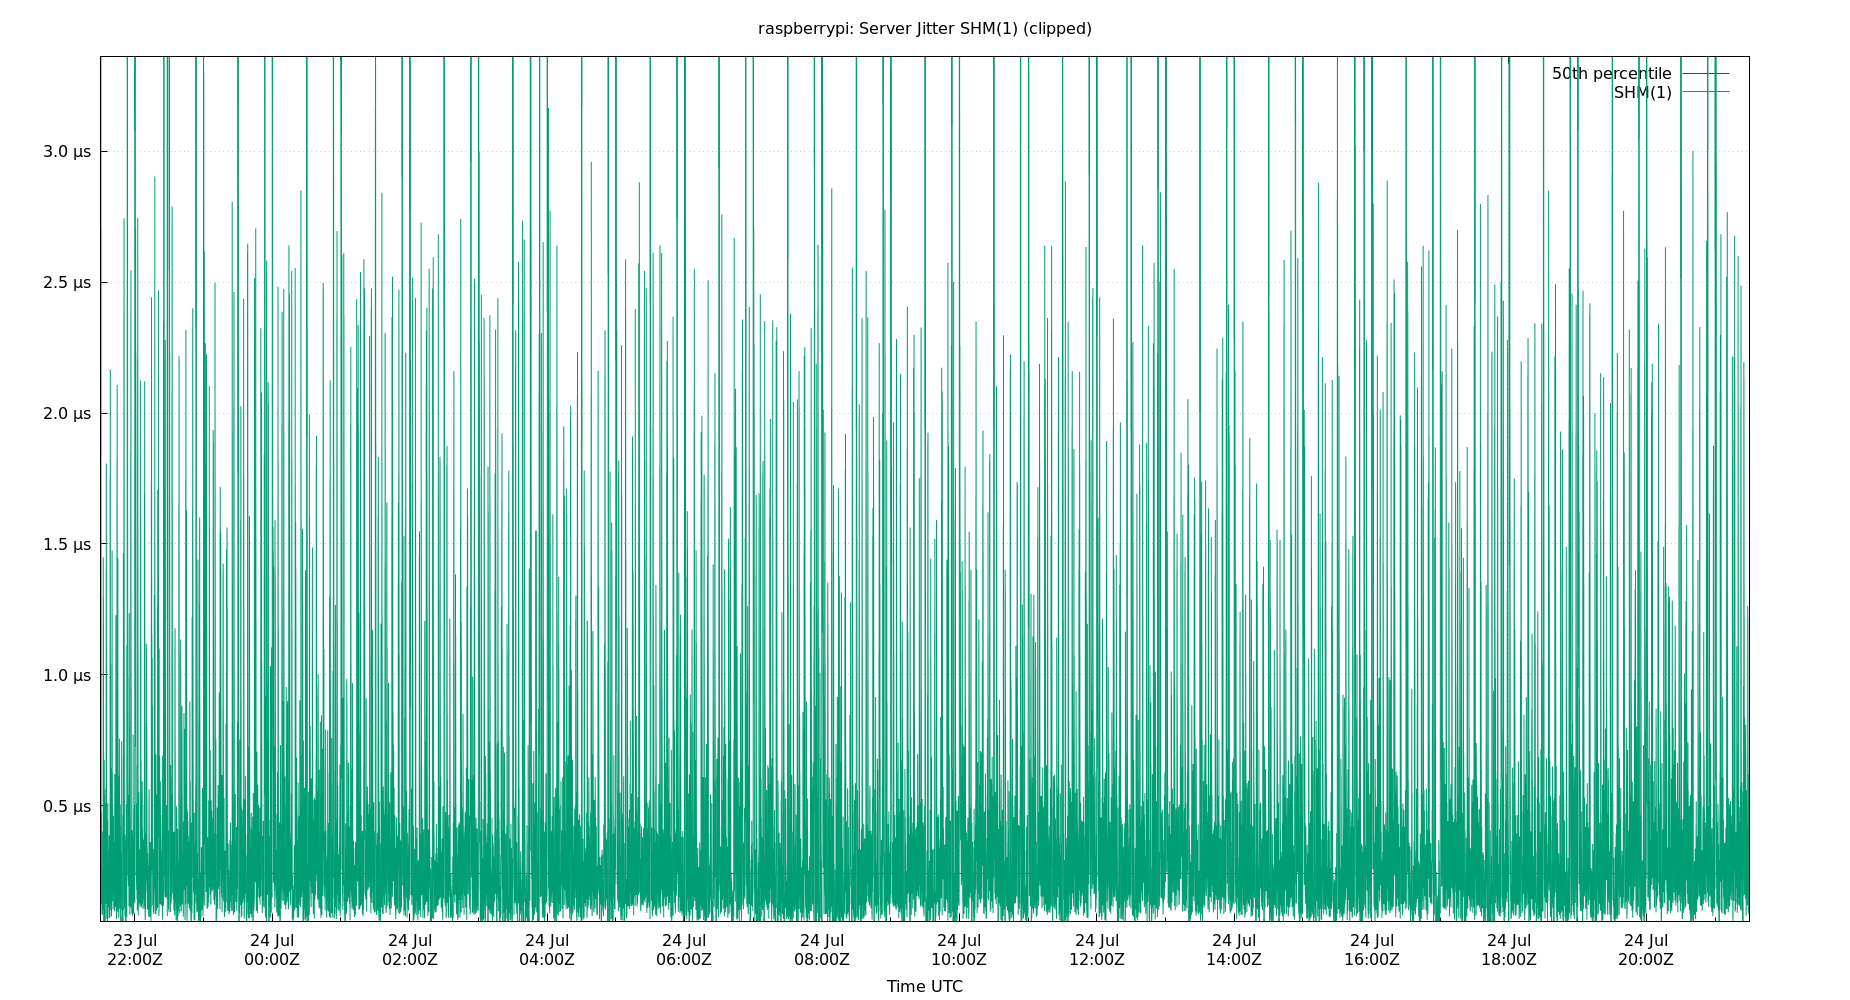 raspberrypi: Server Jitter SHM(1) (clipped)
50th percentile
SHM(1)
3.0 µs
2.5 µs
2.0 µs
1.5 µs
1.0 µs
0.5 µs
23 Jul 24 Jul 24 Jul 24 Jul 24 Jul 24 Jul 24 Jul 24 Jul 24 Jul 24 Jul 24 Jul 24 Jul
22:00Z 00:00Z 02:00Z 04:00Z 06:00Z 08:00Z 10:00Z 12:00Z 14:00Z 16:00Z 18:00Z 20:00Z
Time UTC